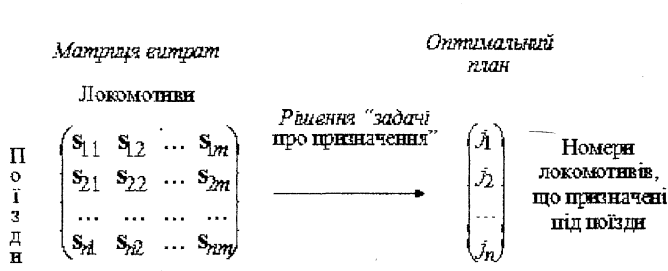 Матриця витрат
Локомотиви
Поїзди
S11 S12 ... S1m
S21 S22 ... S2m
... ... ... ...
Sn1 Sn2 ... Snm
Рішення “задачі
про призначення”
Оптимальний
план
j1
j2
...
jn
Номери
локомотивів,
що призначені
під поїзди